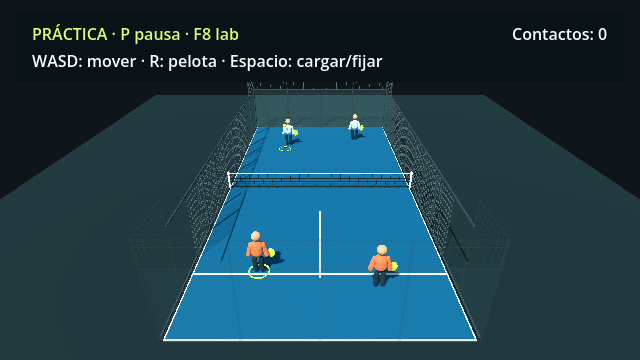 PRÁCTICA · P pausa · F8 lab
Contactos: 0
WASD: mover · R: pelota · Espacio: cargar/fijar